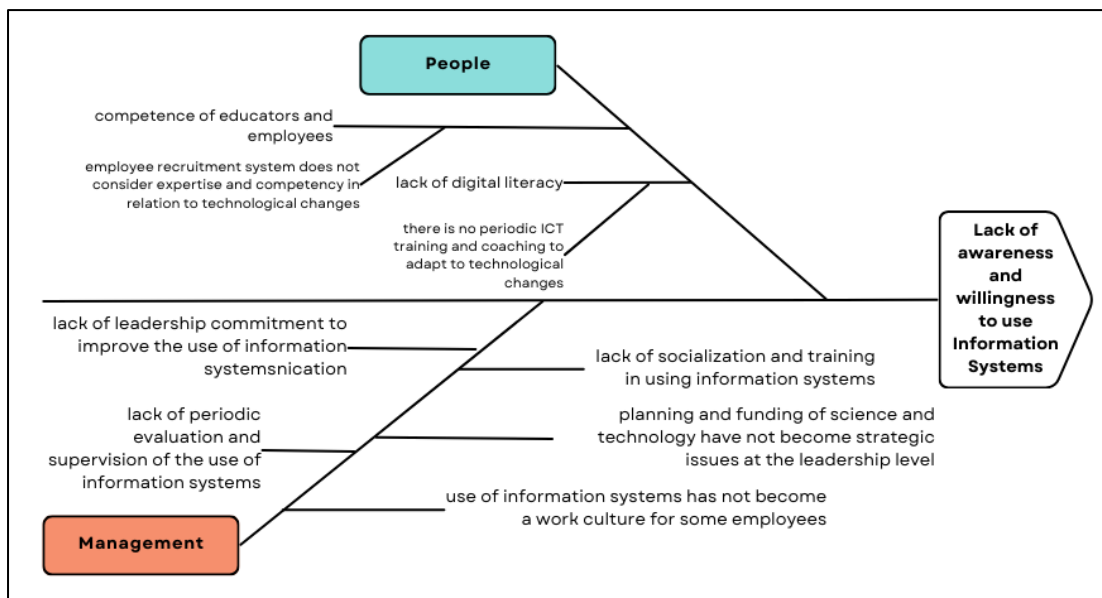 People
competence of educators and
employees
employee recruitment system does not
consider expertise and competency in
relation to technological changes
lack of digital literacy
there is no periodic ICT
training and coaching to
adapt to technological
changes
Lack of
awareness
and
willingness
to use
Information
Systems
lack of leadership commitment to
improve the use of information
systemsnication
lack of socialization and training
in using information systems
lack of periodic
evaluation and
supervision of the use of
information systems
planning and funding of science and
technology have not become strategic
issues at the leadership level
use of information systems has not become
a work culture for some employees
Management